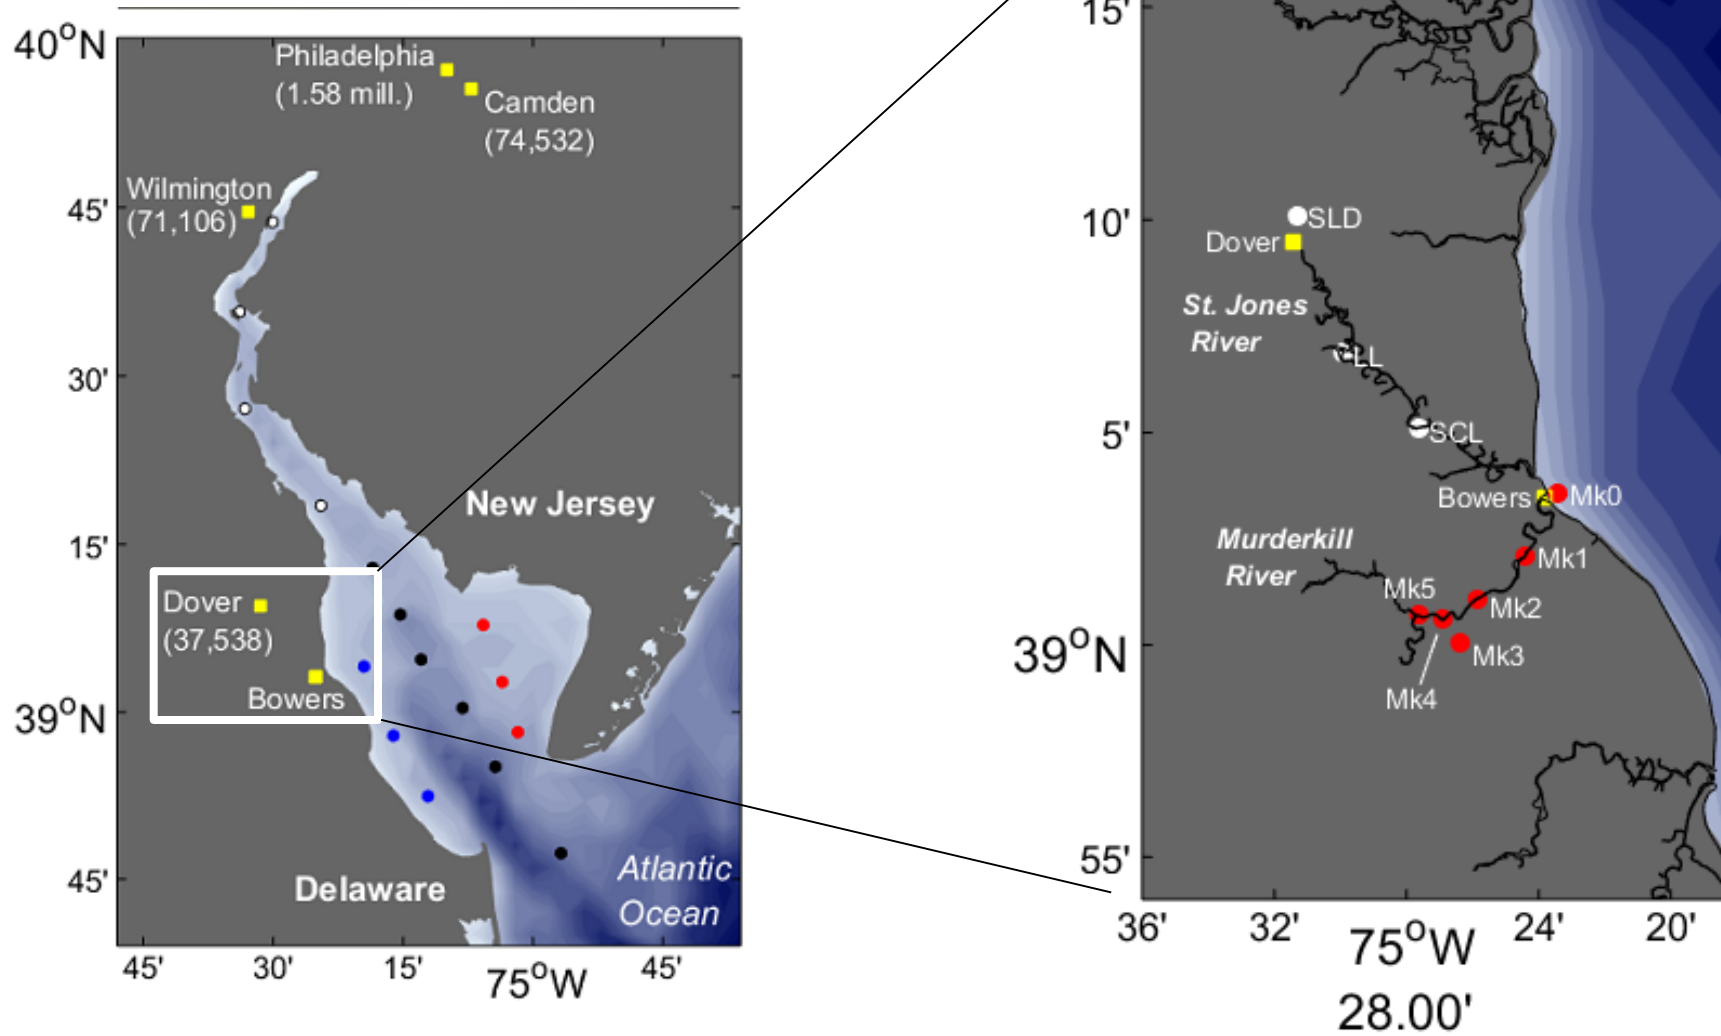 40°N
Philadelphia
(1.58 mill.)
Camden
(74,532)
Wilmington
(71,106)
45'
30'
New Jersey
15'
Dover
(37,538)
Bowers
39°N
45'
Delaware
Atlantic
Ocean
45'
30'
15'
75°W
45'
15'
10'
SLD
Dover
St. Jones
River
LL
5'
SCL
Bowers
Mk0
Murderkill
River
Mk1
Mk5
Mk2
39°N
Mk3
Mk4
55'
36'
32'
75°W
28.00'
24'
20'